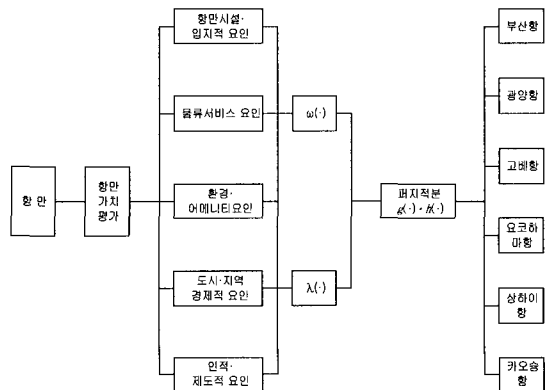 항 만
항만
가치
평가
항만시설·
입지적 요인
물류서비스 요인
환경·
어메니티요인
도시·지역
경제적 요인
인적·
제도적 요인
ω(·)
λ(·)
퍼지적분
g(·)·h(·)
부산항
광양항
고베항
요코하
마항
상하이
항
카오슝
항